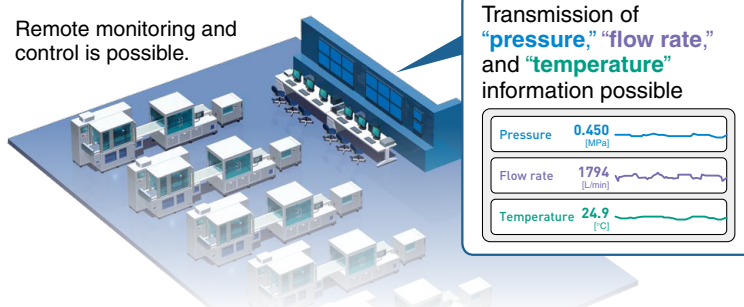 Remote monitoring and
control is possible.
Transmission of
“pressure,” “flow rate,”
and “temperature”
information possible
Pressure 0.450
[MPa]
Flow rate 1794
[L/min]
Temperature 24.9
[°C]